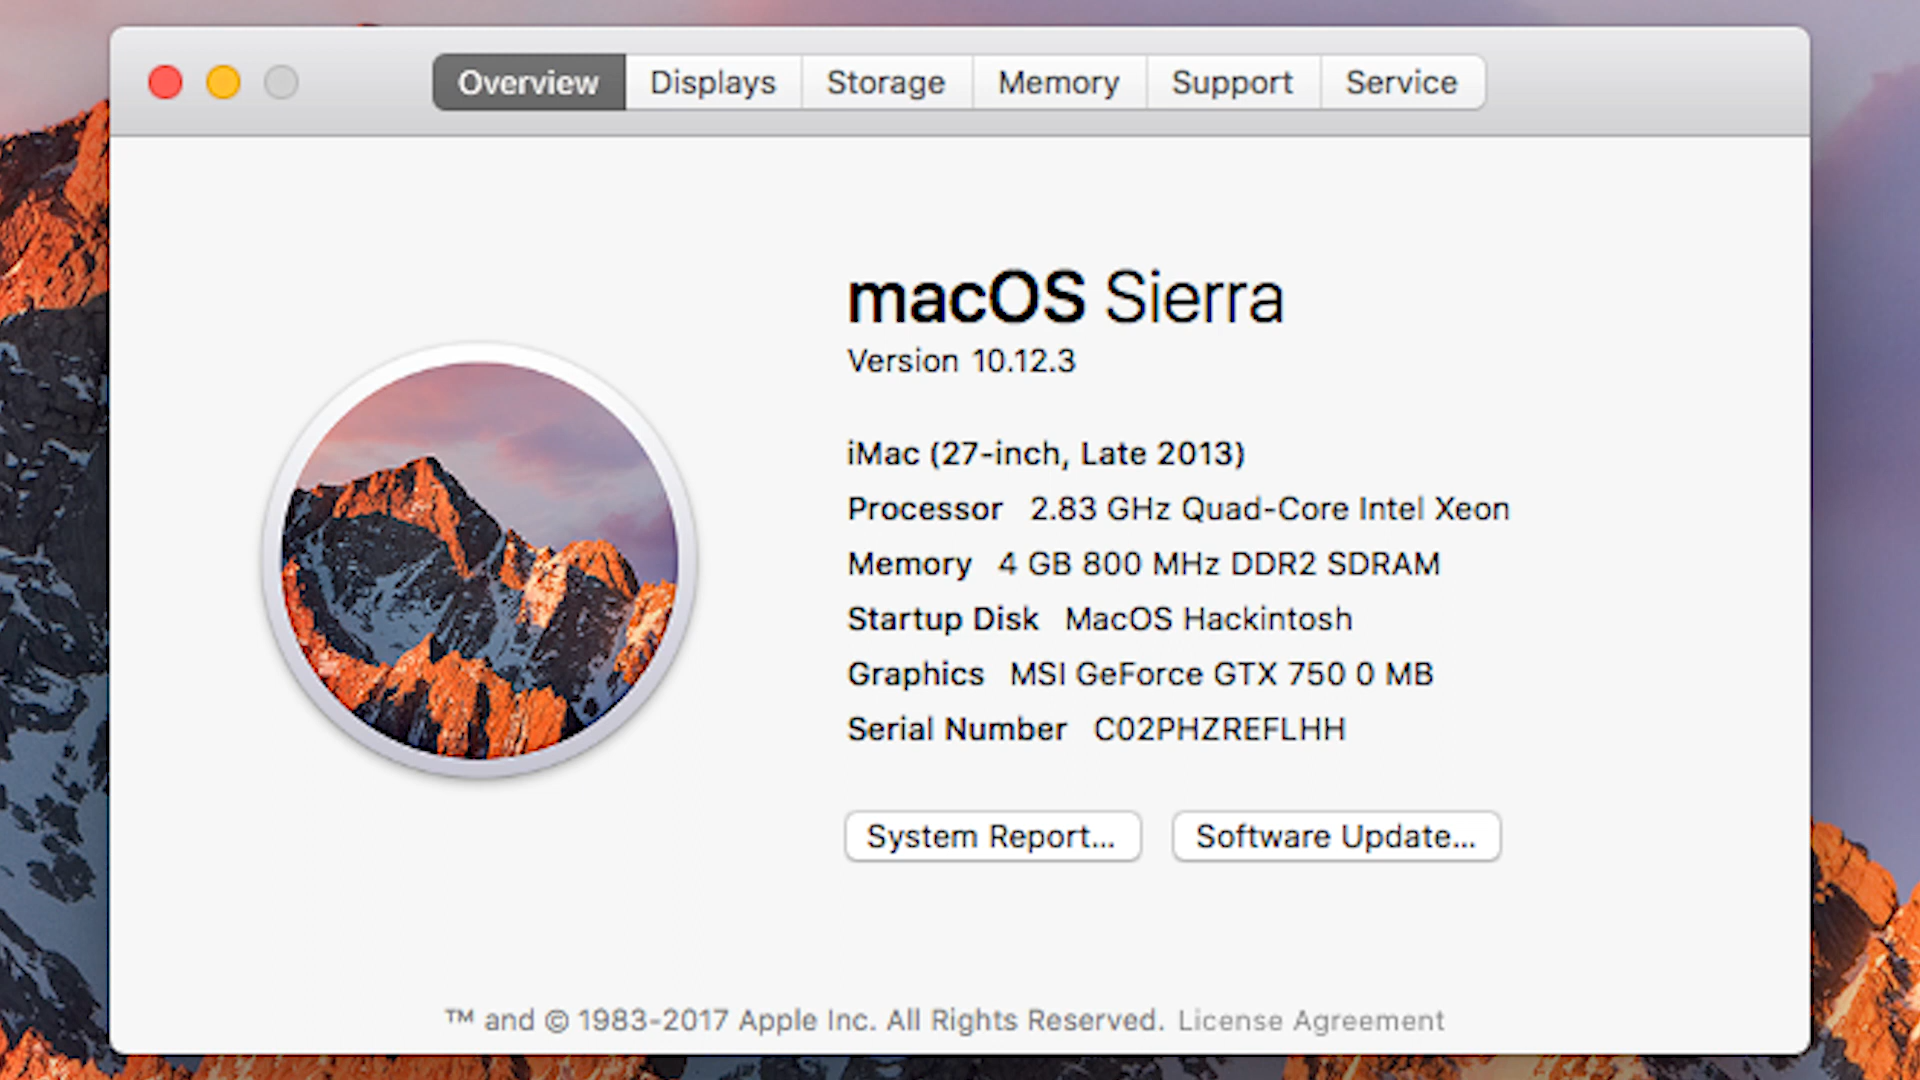 Overview Displays Storage Memory Support Service
macOS Sierra
Version 10.12.3
iMac (27-inch, Late 2013)
Processor 2.83 GHz Quad-Core Intel Xeon
Memory 4 GB 800 MHz DDR2 SDRAM
Startup Disk MacOS Hackintosh
Graphics MSI GeForce GTX 750 0 MB
Serial Number C02PHZREFLHH
System Report... Software Update...
™ and © 1983-2017 Apple Inc. All Rights Reserved. License Agreement